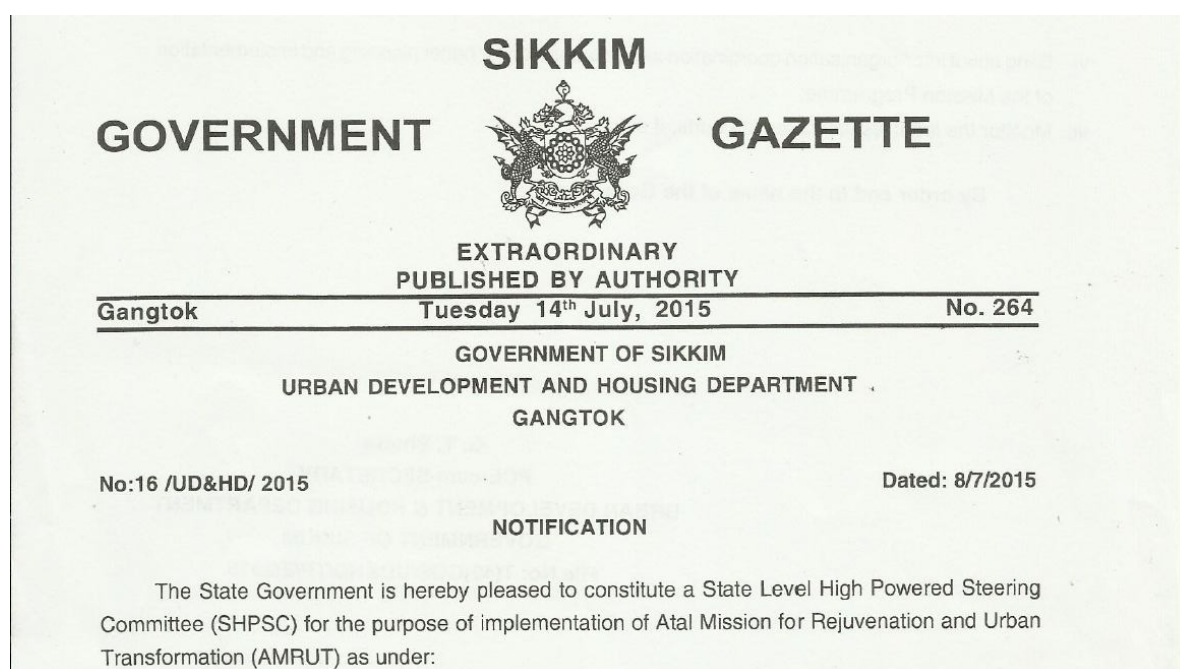 SIKKIM
GOVERNMENT GAZETTE
EXTRAORDINARY
PUBLISHED BY AUTHORITY
Gangtok Tuesday 14th July, 2015 No. 264
GOVERNMENT OF SIKKIM
URBAN DEVELOPMENT AND HOUSING DEPARTMENT
GANGTOK
No:16 /UD&HD/ 2015 Dated: 8/7/2015
NOTIFICATION
The State Government is hereby pleased to constitute a State Level High Powered Steering
Committee (SHPSC) for the purpose of implementation of Atal Mission for Rejuvenation and Urban
Transformation (AMRUT) as under: